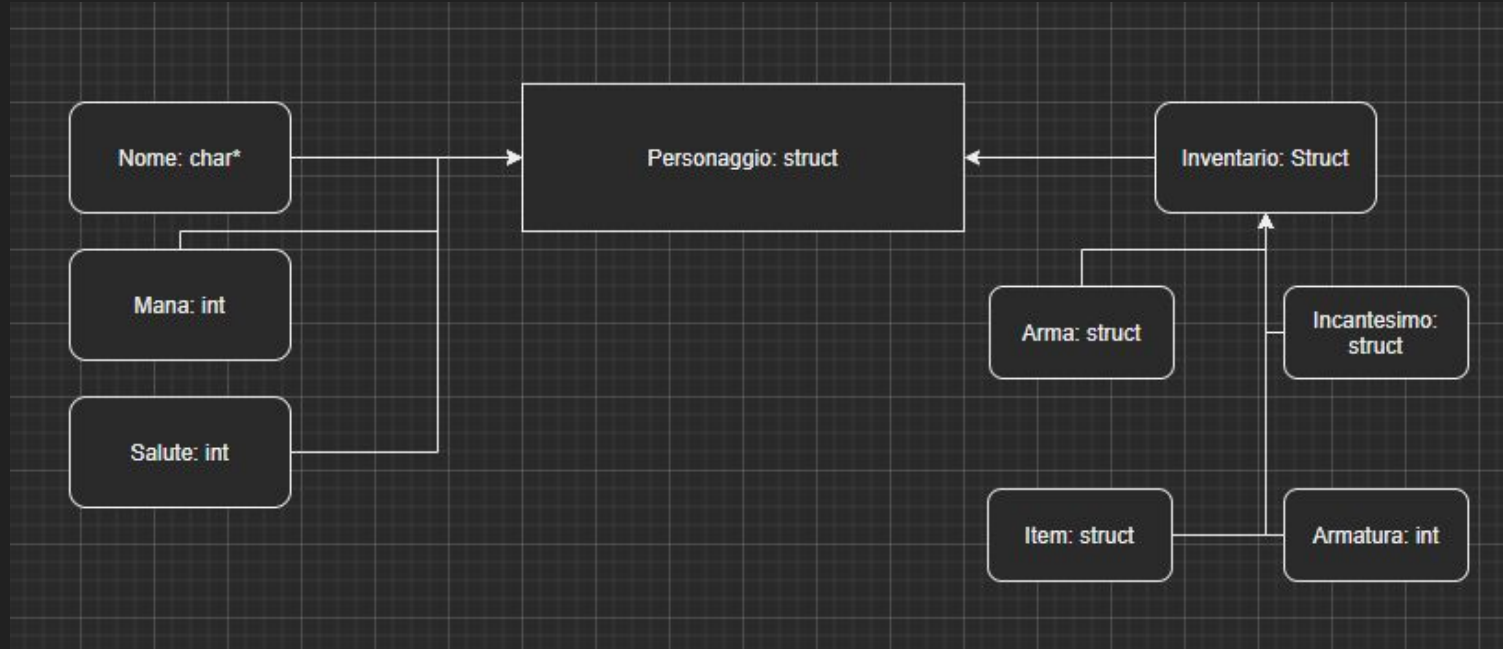 Nome: char*
Personaggio: struct
Inventario: Struct
Mana: int
Arma: struct
Incantesimo:
struct
Salute: int
Item: struct
Armatura: int